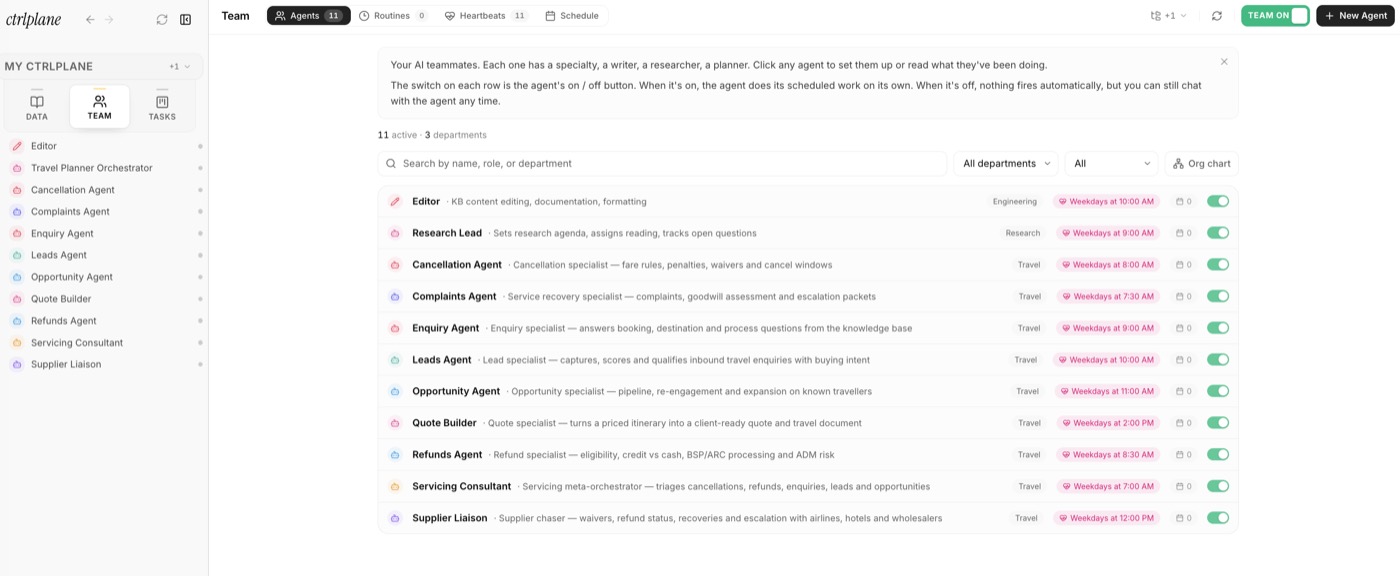 ctrlplane
MY CTRLPLANE +1
DATA TEAM TASKS
Editor
Travel Planner Orchestrator
Cancellation Agent
Complaints Agent
Enquiry Agent
Leads Agent
Opportunity Agent
Quote Builder
Refunds Agent
Servicing Consultant
Supplier Liaison
Team Agents 11 Routines 0 Heartbeats 11 Schedule +1 TEAM ON + New Agent
Your AI teammates. Each one has a specialty, a writer, a researcher, a planner. Click any agent to set them up or read what they've been doing.
The switch on each row is the agent's on / off button. When it's on, the agent does its scheduled work on its own. When it's off, nothing fires automatically, but you can still chat
with the agent any time.
11 active · 3 departments
Search by name, role, or department All departments All Org chart
Editor · KB content editing, documentation, formatting Engineering Weekdays at 10:00 AM 0
Research Lead · Sets research agenda, assigns reading, tracks open questions Research Weekdays at 9:00 AM 0
Cancellation Agent · Cancellation specialist — fare rules, penalties, waivers and cancel windows Travel Weekdays at 8:00 AM 0
Complaints Agent · Service recovery specialist — complaints, goodwill assessment and escalation packets Travel Weekdays at 7:30 AM 0
Enquiry Agent · Enquiry specialist — answers booking, destination and process questions from the knowledge base Travel Weekdays at 9:00 AM 0
Leads Agent · Lead specialist — captures, scores and qualifies inbound travel enquiries with buying intent Travel Weekdays at 10:00 AM 0
Opportunity Agent · Opportunity specialist — pipeline, re-engagement and expansion on known travellers Travel Weekdays at 11:00 AM 0
Quote Builder · Quote specialist — turns a priced itinerary into a client-ready quote and travel document Travel Weekdays at 2:00 PM 0
Refunds Agent · Refund specialist — eligibility, credit vs cash, BSP/ARC processing and ADM risk Travel Weekdays at 8:30 AM 0
Servicing Consultant · Servicing meta-orchestrator — triages cancellations, refunds, enquiries, leads and opportunities Travel Weekdays at 7:00 AM 0
Supplier Liaison · Supplier chaser — waivers, refund status, recoveries and escalation with airlines, hotels and wholesalers Travel Weekdays at 12:00 PM 0